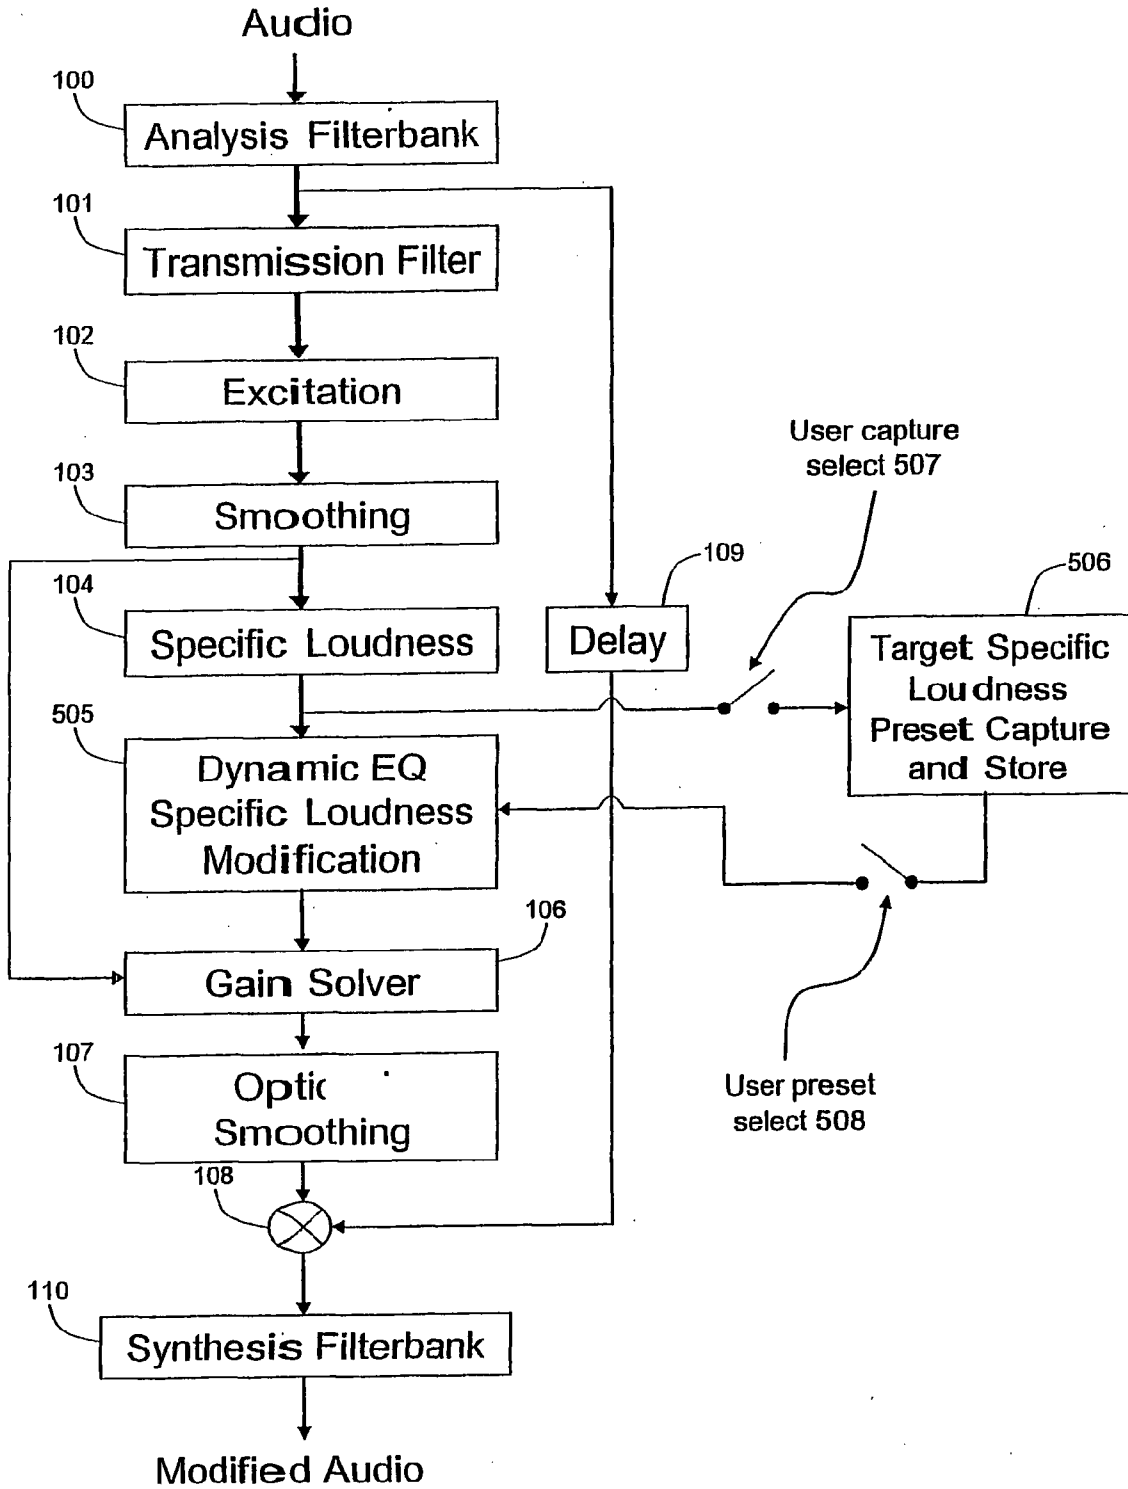 Audio
100
Analysis Filterbank
101
Transmission Filter
102
Excitation
103
Smoothing
104
Specific Loudness
109
Delay
User capture
select 507
506
Target Specific
Loudness
Preset Capture
and Store
505
Dynamic EQ
Specific Loudness
Modification
106
Gain Solver
User preset
select 508
107
Smoothing
108
110
Synthesis Filterbank
Modified Audio